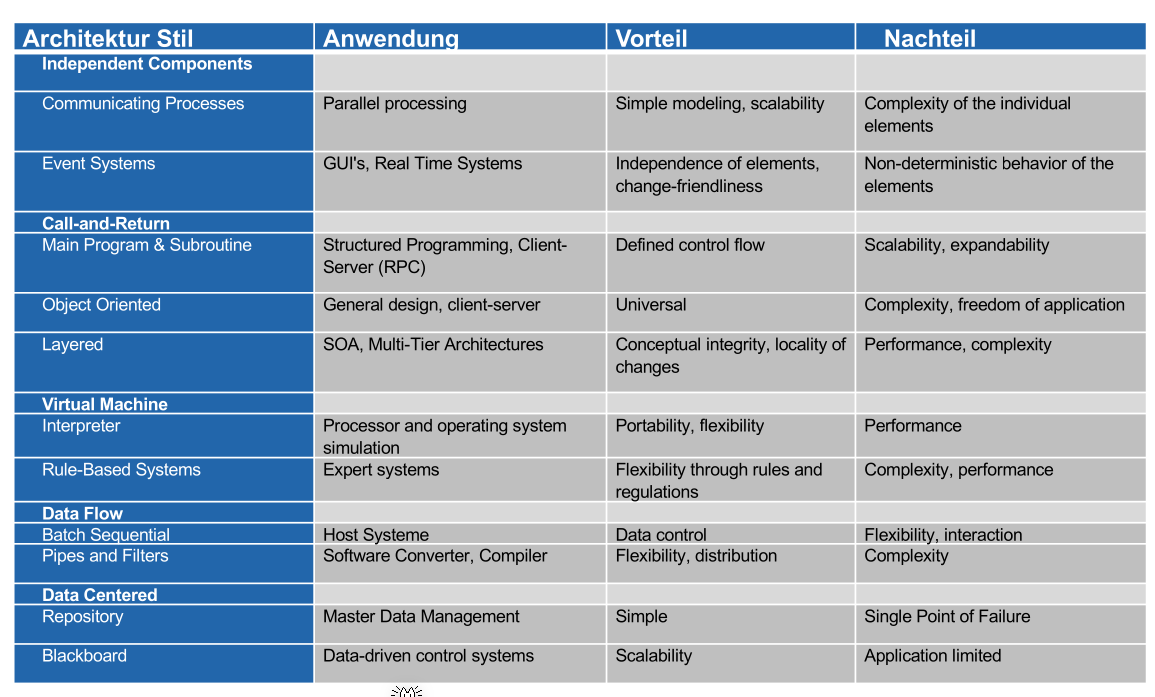 Architektur Stil Anwendung Vorteil Nachteil
Independent Components
Communicating Processes Parallel processing Simple modeling, scalability Complexity of the individual
elements
Event Systems GUI's, Real Time Systems Independence of elements, Non-deterministic behavior of the
change-friendliness elements
Call-and-Return
Main Program & Subroutine Structured Programming, Client- Defined control flow Scalability, expandability
Server (RPC)
Object Oriented General design, client-server Universal Complexity, freedom of application
Layered SOA, Multi-Tier Architectures Conceptual integrity, locality of Performance, complexity
changes
Virtual Machine
Interpreter Processor and operating system Portability, flexibility Performance
simulation
Rule-Based Systems Expert systems Flexibility through rules and Complexity, performance
regulations
Data Flow
Batch Sequential Host Systeme Data control Flexibility, interaction
Pipes and Filters Software Converter, Compiler Flexibility, distribution Complexity
Data Centered
Repository Master Data Management Simple Single Point of Failure
Blackboard Data-driven control systems Scalability Application limited